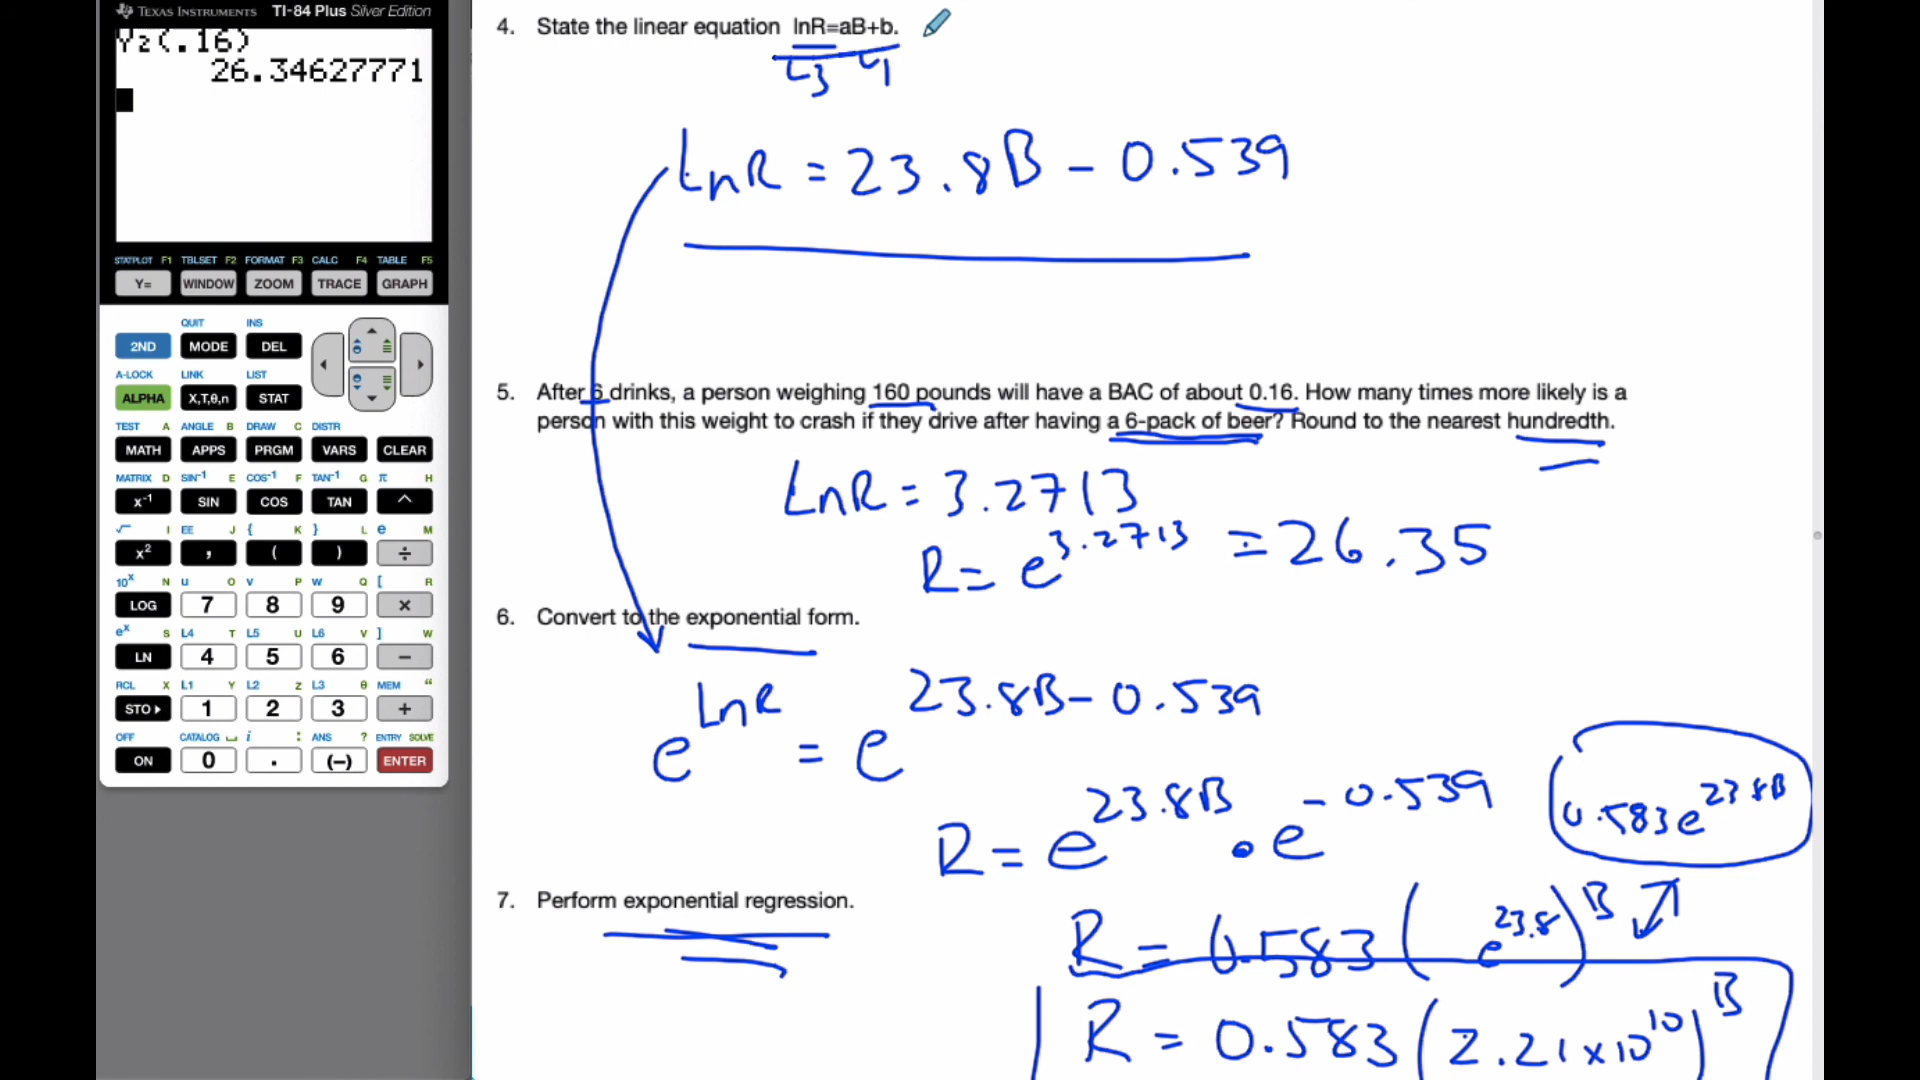 TEXAS INSTRUMENTS TI-84 Plus Silver Edition
Y2(.16)
26.34627771
STATPLOT F1 TBLSET F2 FORMAT F3 CALC F4 TABLE F5
Y= WINDOW ZOOM TRACE GRAPH
QUIT INS
2ND MODE DEL
A-LOCK LINK LIST
ALPHA X,T,θ,n STAT
TEST A ANGLE B DRAW C DISTR
MATH APPS PRGM VARS CLEAR
MATRIX D SIN⁻¹ E COS⁻¹ F TAN⁻¹ G π H
x⁻¹ SIN COS TAN ^
√ I EE J { K } L e M
x² , ( ) ÷
10ˣ N u O v P w Q [ R
LOG 7 8 9 ×
eˣ S L4 T L5 U L6 V ] W
LN 4 5 6 −
RCL X L1 Y L2 Z L3 θ MEM "
STO▸ 1 2 3 +
OFF CATALOG ⎵ i : ANS ? ENTRY SOLVE
ON 0 . (−) ENTER
4. State the linear equation lnR=aB+b.
L3 L1
LnR = 23.8B - 0.539
5. After 6 drinks, a person weighing 160 pounds will have a BAC of about 0.16. How many times more likely is a
person with this weight to crash if they drive after having a 6-pack of beer? Round to the nearest hundredth.
LnR = 3.2713
R = e^3.2713 = 26.35
6. Convert to the exponential form.
e^LnR = e^23.8B - 0.539
R = e^23.8B • e^-0.539
0.583e^23.8B
7. Perform exponential regression.
R = 0.583 (e^23.8)^B
R = 0.583 (2.21x10^10)^B